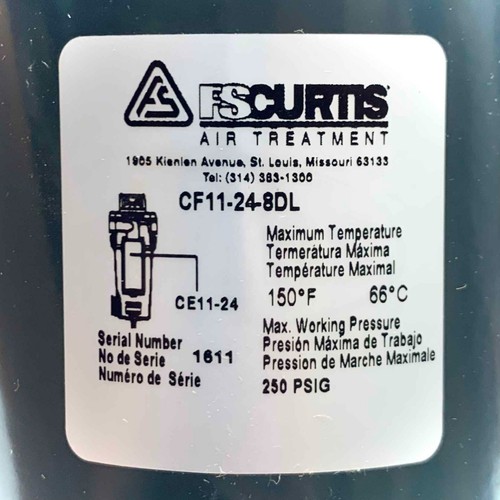 FS
FSCURTIS
AIR TREATMENT
1905 Kienlen Avenue, St. Louis, Missouri 63133
Tel: (314) 383-1300
CF11-24-8DL
Maximum Temperature
Termerátura Máxima
Température Maximal
150°F 66°C
CE11-24
Serial Number
No de Serie 1611
Numéro de Série
Max. Working Pressure
Presión Máxima de Trabajo
Pression de Marche Maximale
250 PSIG